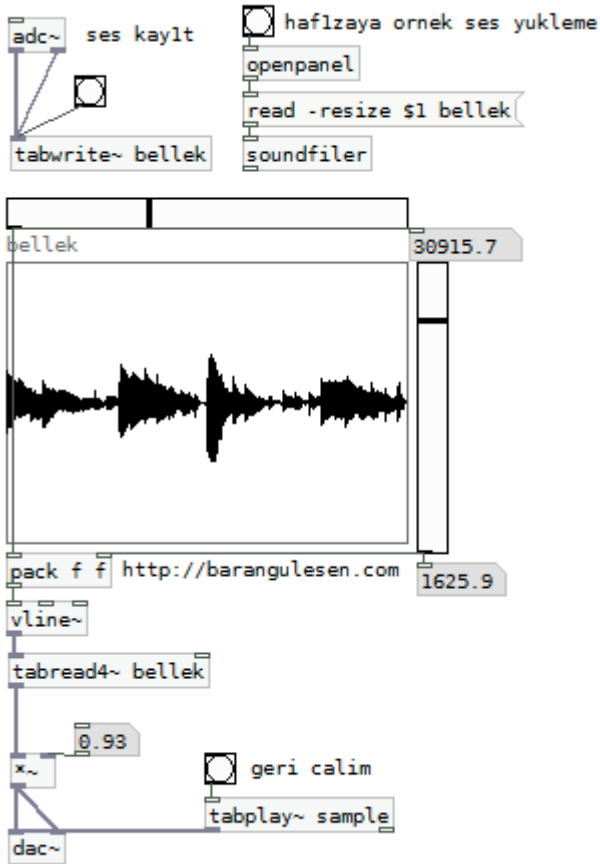 adc~
ses kay1t
haf1zaya ornek ses yukleme
openpanel
read -resize $1 bellek
tabwrite~ bellek
soundfiler
bellek
30915.7
pack f f
http://barangulesen.com
1625.9
vline~
tabread4~ bellek
0.93
*~
geri calim
tabplay~ sample
dac~